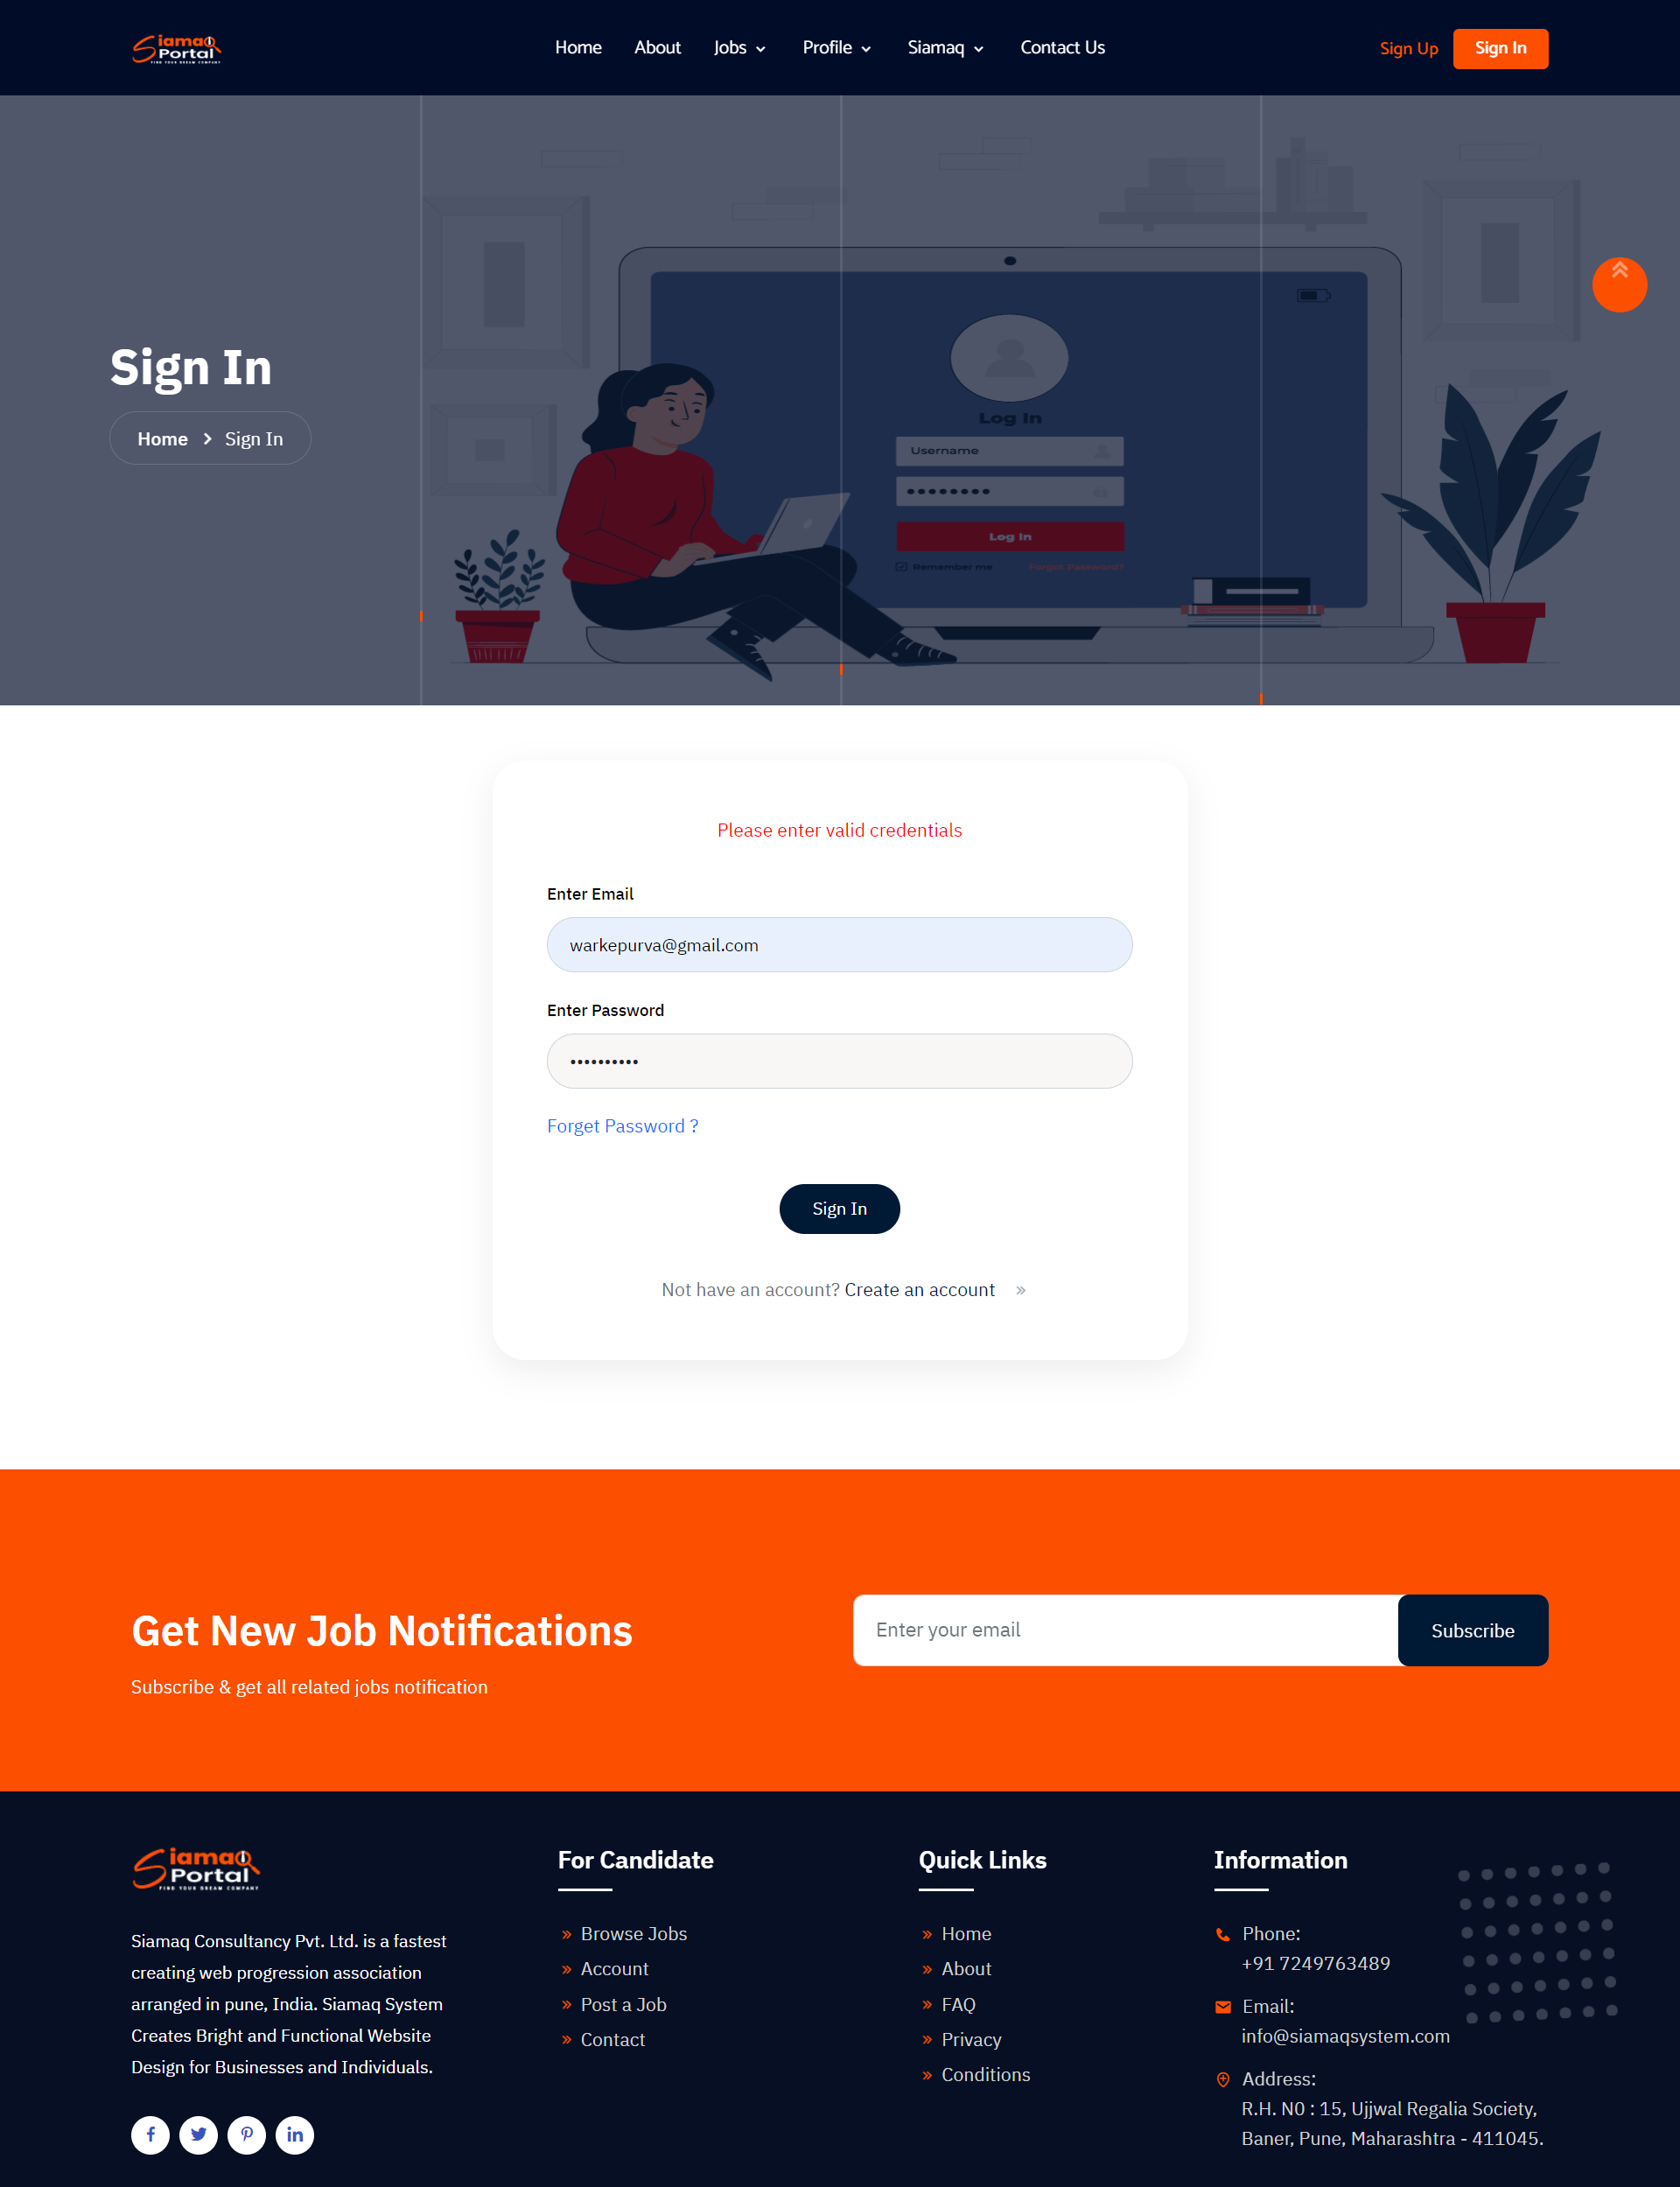 Siamaq
Portal
FIND YOUR DREAM COMPANY
Home
About
Jobs
Profile
Siamaq
Contact Us
Sign Up
Sign In
Sign In
Home
Sign In
Log In
Username
Log In
Remember me
Forgot Password?
Please enter valid credentials
Enter Email
warkepurva@gmail.com
Enter Password
••••••••••
Forget Password ?
Sign In
Not have an account? Create an account »
Get New Job Notifications
Subscribe & get all related jobs notification
Enter your email
Subscribe
Siamaq
Portal
FIND YOUR DREAM COMPANY
Siamaq Consultancy Pvt. Ltd. is a fastest
creating web progression association
arranged in pune, India. Siamaq System
Creates Bright and Functional Website
Design for Businesses and Individuals.
For Candidate
» Browse Jobs
» Account
» Post a Job
» Contact
Quick Links
» Home
» About
» FAQ
» Privacy
» Conditions
Information
Phone:
+91 7249763489
Email:
info@siamaqsystem.com
Address:
R.H. N0 : 15, Ujjwal Regalia Society,
Baner, Pune, Maharashtra - 411045.